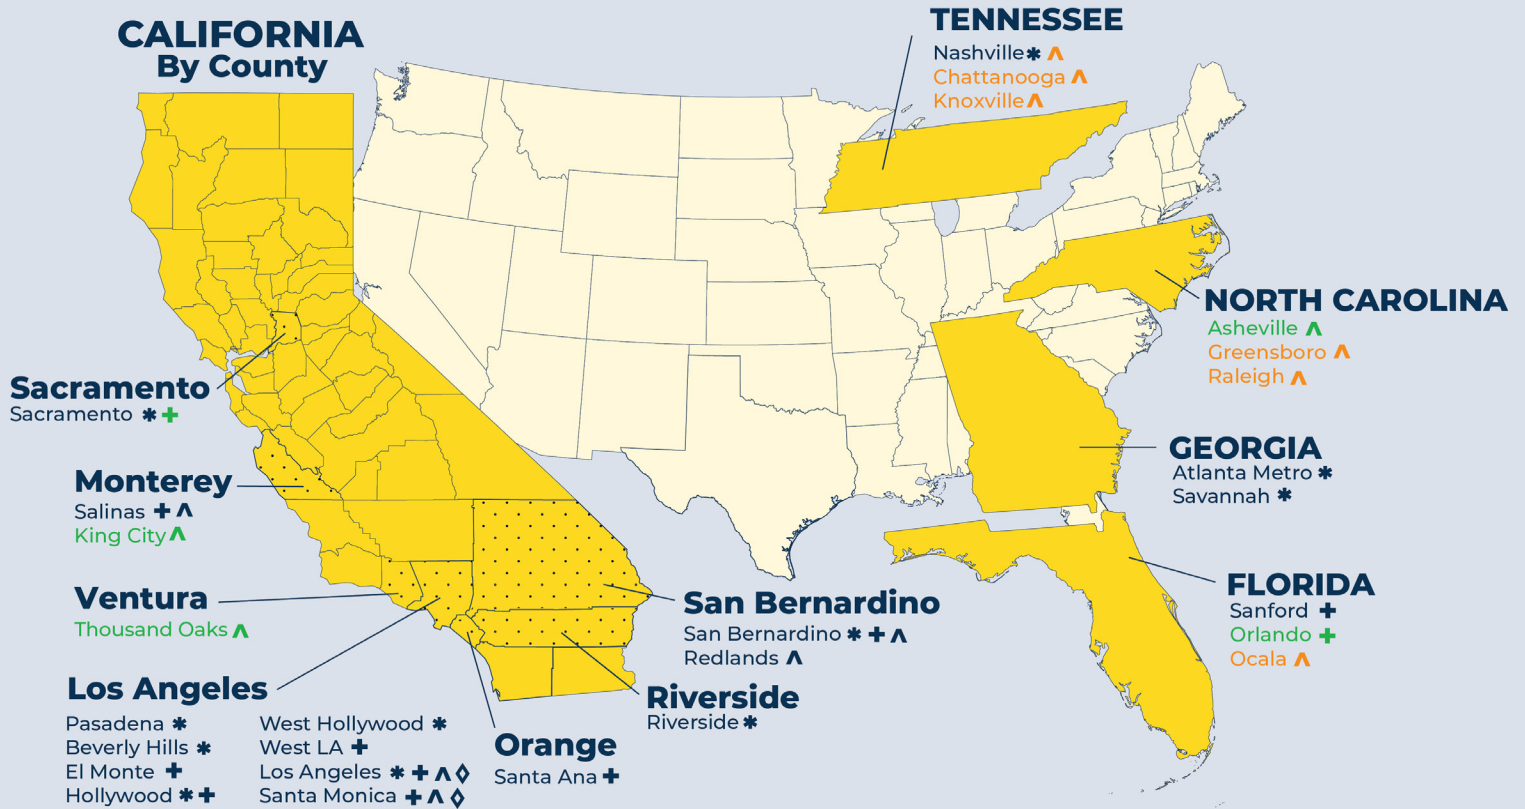 CALIFORNIA
By County
TENNESSEE
Nashville * ^
Chattanooga ^
Knoxville ^
NORTH CAROLINA
Asheville ^
Greensboro ^
Raleigh ^
Sacramento
Sacramento * +
GEORGIA
Atlanta Metro *
Savannah *
Monterey
Salinas + ^
King City ^
FLORIDA
Sanford +
Orlando +
Ocala ^
Ventura
Thousand Oaks ^
San Bernardino
San Bernardino * + ^
Redlands ^
Los Angeles
Pasadena *
Beverly Hills *
El Monte +
Hollywood * +
West Hollywood *
West LA +
Los Angeles * + ^ ◊
Santa Monica + ^ ◊
Riverside
Riverside *
Orange
Santa Ana +